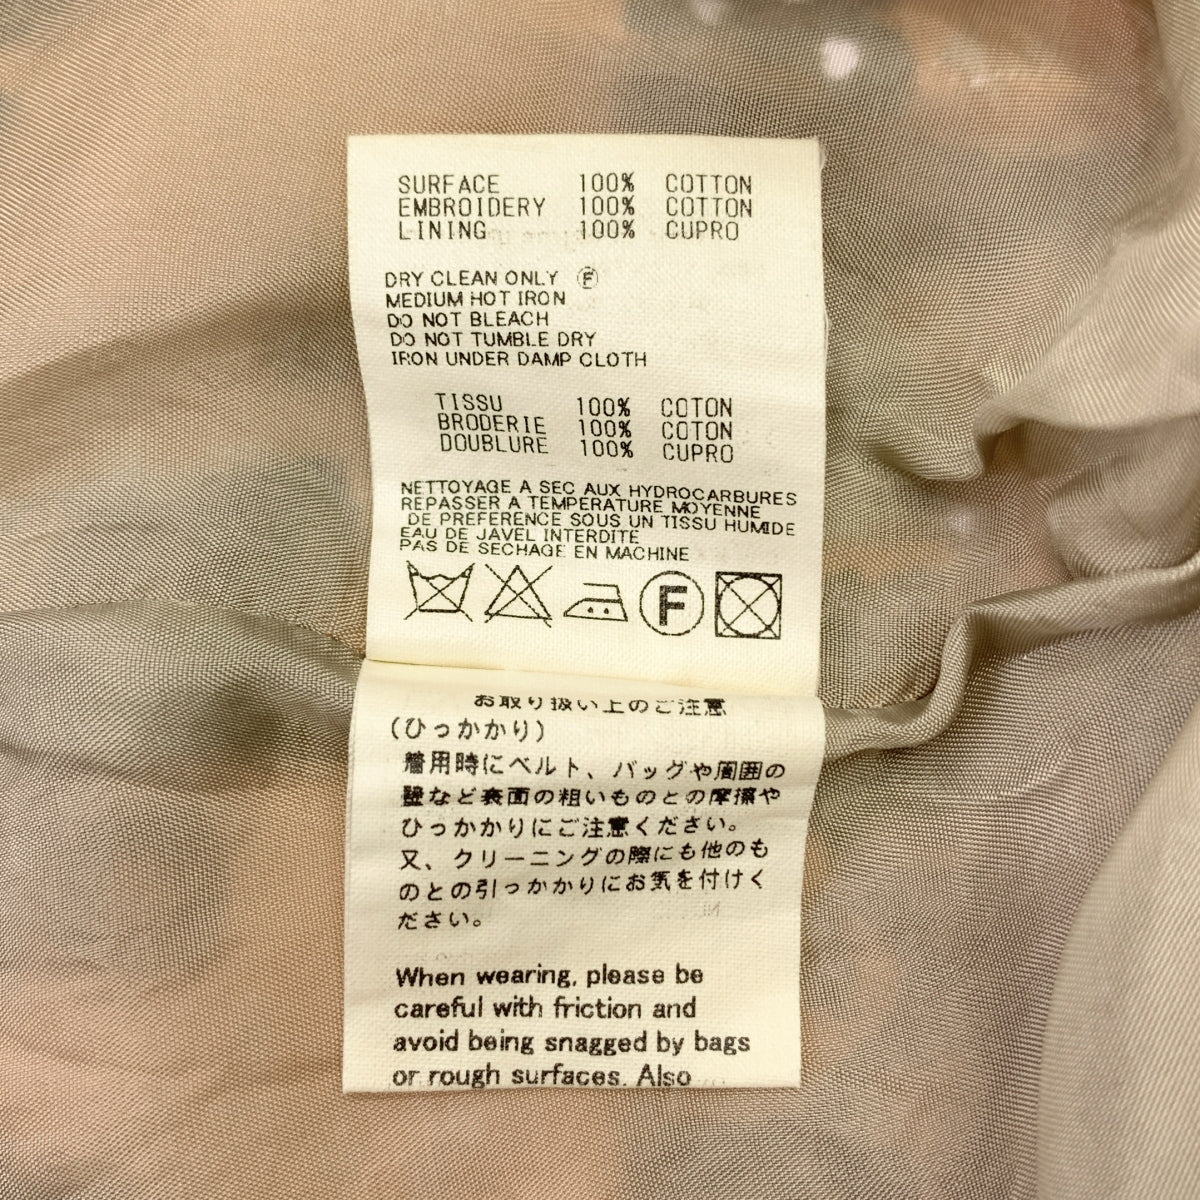 SURFACE 100% COTTON
EMBROIDERY 100% COTTON
LINING 100% CUPRO
DRY CLEAN ONLY Ⓕ
MEDIUM HOT IRON
DO NOT BLEACH
DO NOT TUMBLE DRY
IRON UNDER DAMP CLOTH
TISSU 100% COTON
BRODERIE 100% COTON
DOUBLURE 100% CUPRO
NETTOYAGE A SEC AUX HYDROCARBURES
REPASSER A TEMPERATURE MOYENNE
DE PREFERENCE SOUS UN TISSU HUMIDE
EAU DE JAVEL INTERDITE
PAS DE SECHAGE EN MACHINE
F
お取り扱い上のご注意
(ひっかかり)
着用時にベルト、バッグや周囲の
壁など表面の粗いものとの摩擦や
ひっかかりにご注意ください。
又、クリーニングの際にも他のも
のとの引っかかりにお気を付けく
ださい。
When wearing, please be
careful with friction and
avoid being snagged by bags
or rough surfaces. Also